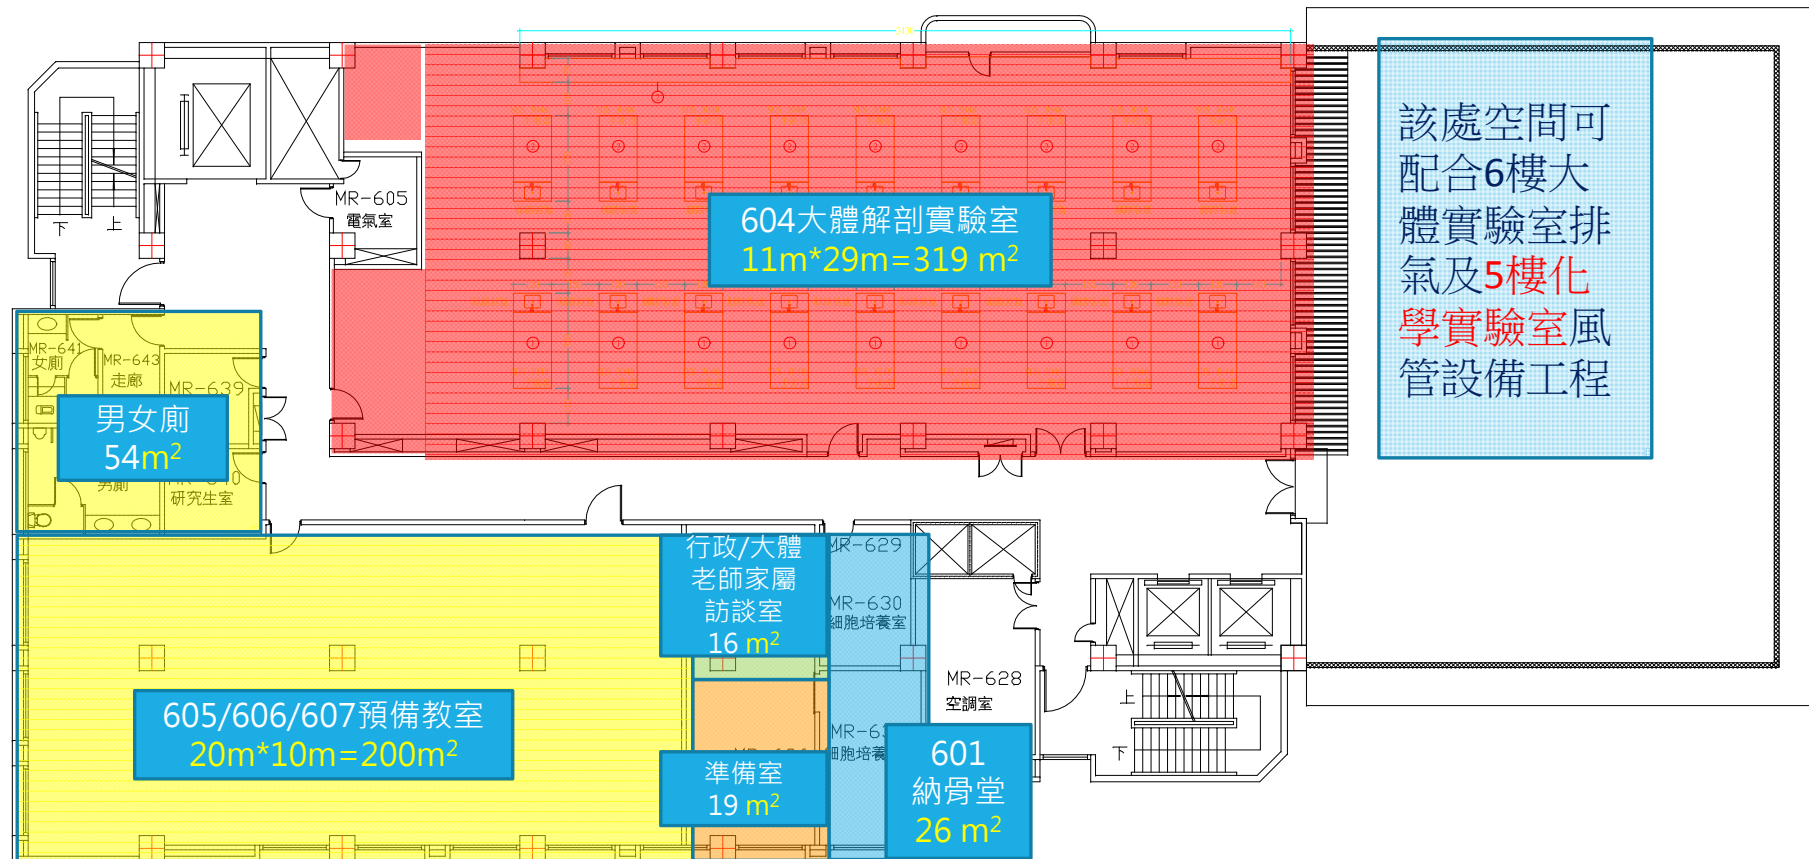 MR-605
電氣室
下
上
604大體解剖實驗室
11m*29m=319 m²
該處空間可
配合6樓大
體實驗室排
氣及5樓化
學實驗室風
管設備工程
MR-641
女廁
MR-643
走廊
MR-639
男女廁
54m²
男廁
研究生室
行政/大體
老師家屬
訪談室
16 m²
MR-629
MR-630
細胞培養室
MR-628
空調室
605/606/607預備教室
20m*10m=200m²
準備室
19 m²
細胞培養
601
納骨堂
26 m²
上
下